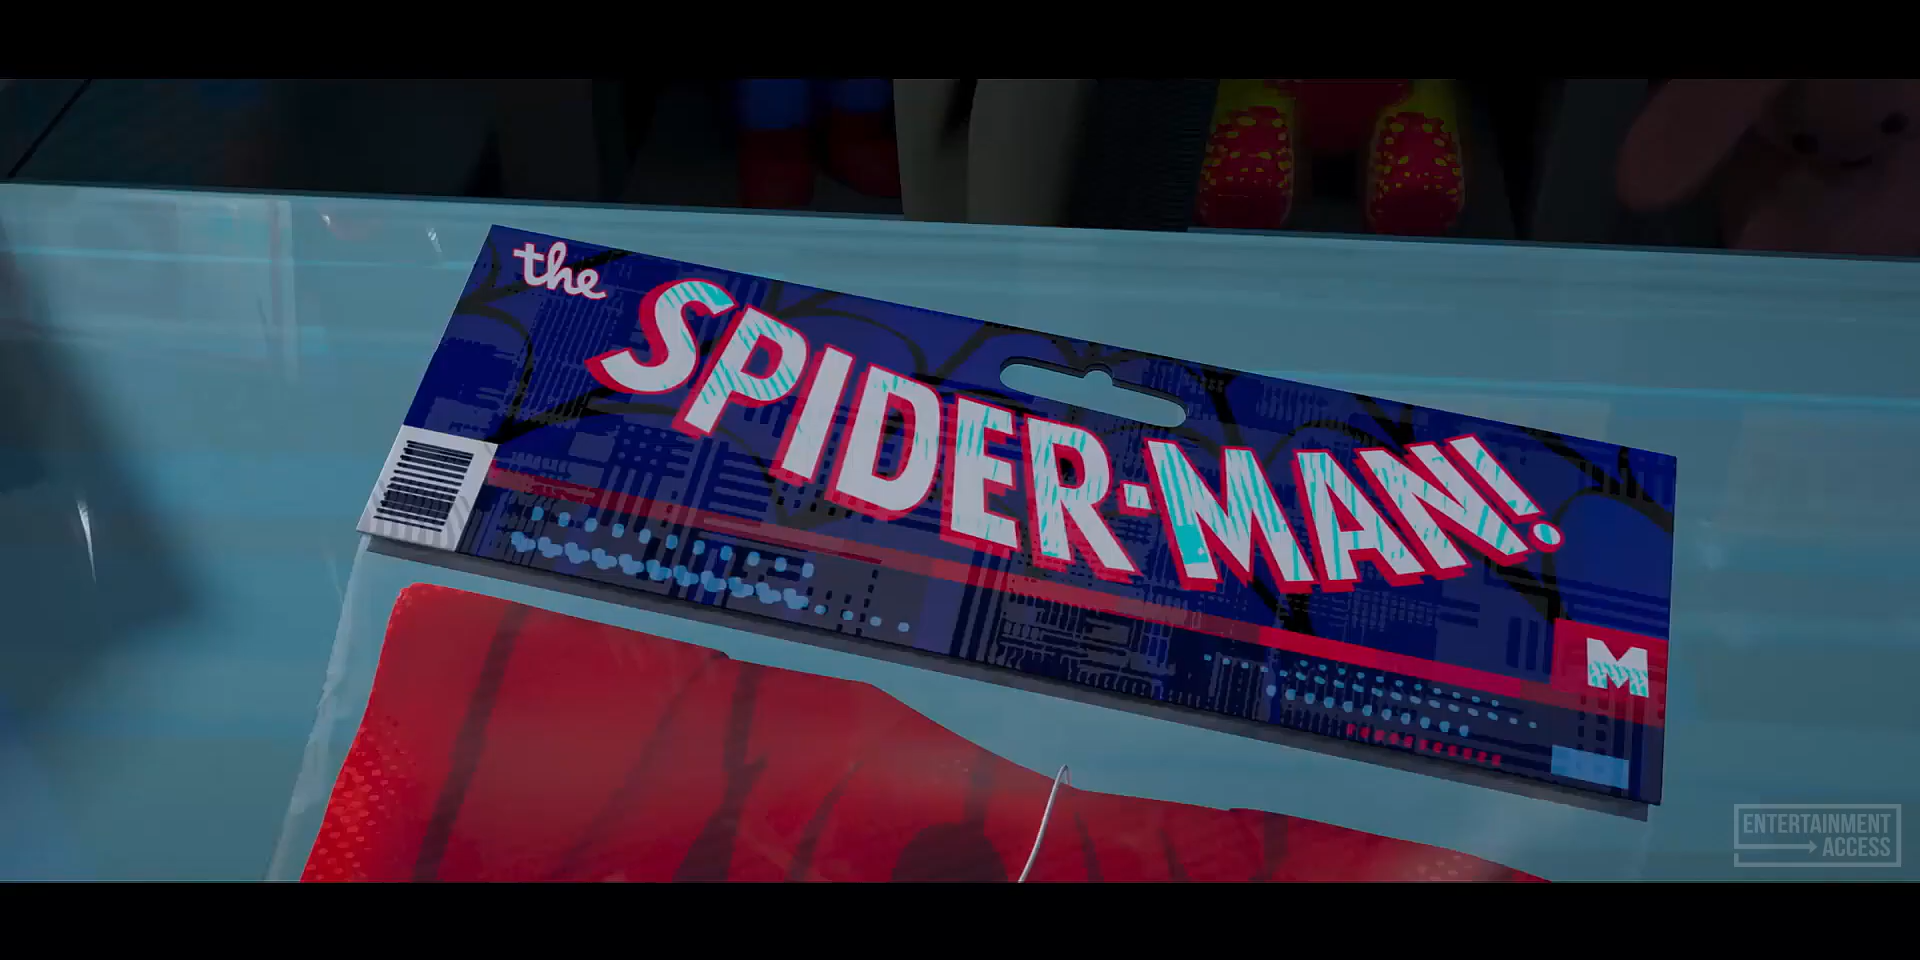 the
SPIDER-MAN!
M
ENTERTAINMENT
ACCESS